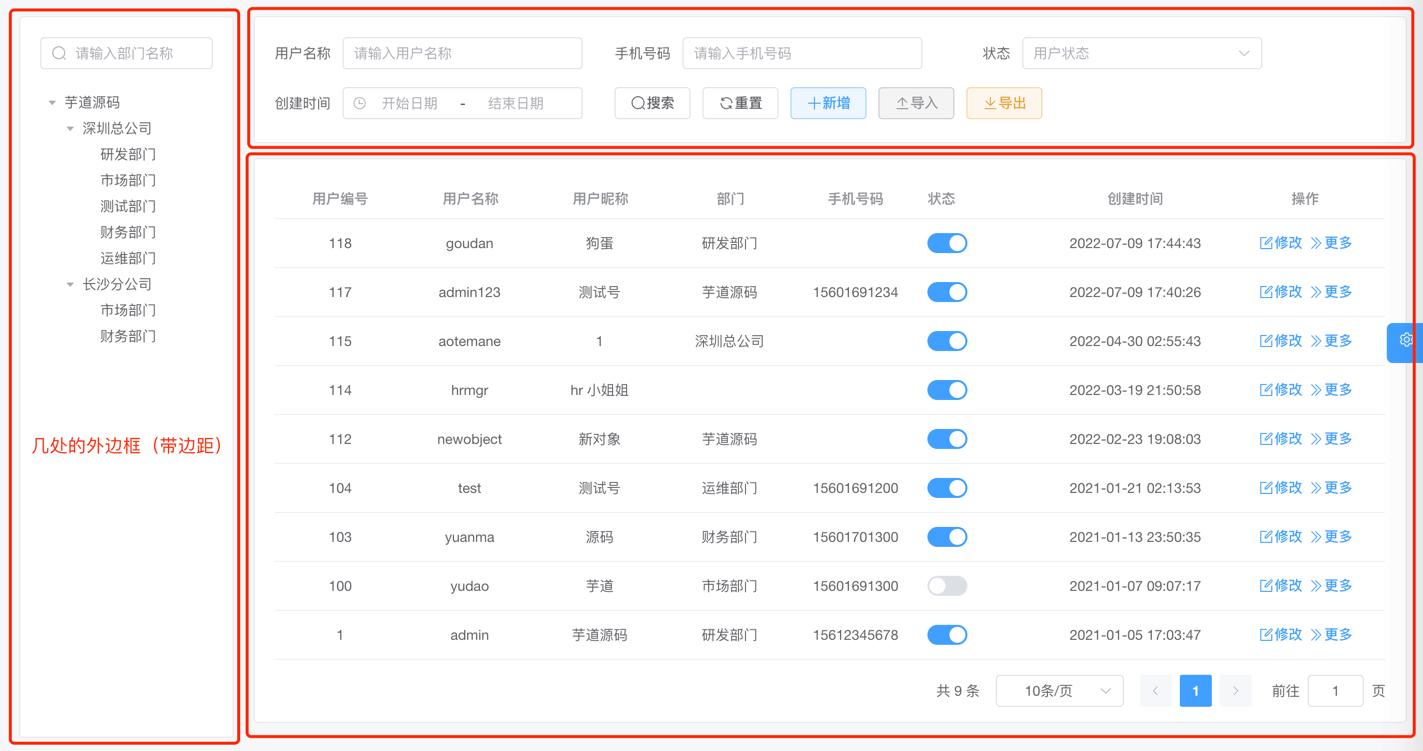 请输入部门名称
芋道源码
深圳总公司
研发部门
市场部门
测试部门
财务部门
运维部门
长沙分公司
市场部门
财务部门
几处的外边框（带边距）
用户名称 请输入用户名称 手机号码 请输入手机号码 状态 用户状态
创建时间 开始日期 - 结束日期 搜索 重置 新增 导入 导出
用户编号 用户名称 用户昵称 部门 手机号码 状态 创建时间 操作
118 goudan 狗蛋 研发部门 2022-07-09 17:44:43 修改 更多
117 admin123 测试号 芋道源码 15601691234 2022-07-09 17:40:26 修改 更多
115 aotemane 1 深圳总公司 2022-04-30 02:55:43 修改 更多
114 hrmgr hr 小姐姐 2022-03-19 21:50:58 修改 更多
112 newobject 新对象 芋道源码 2022-02-23 19:08:03 修改 更多
104 test 测试号 运维部门 15601691200 2021-01-21 02:13:53 修改 更多
103 yuanma 源码 财务部门 15601701300 2021-01-13 23:50:35 修改 更多
100 yudao 芋道 市场部门 15601691300 2021-01-07 09:07:17 修改 更多
1 admin 芋道源码 研发部门 15612345678 2021-01-05 17:03:47 修改 更多
共 9 条 10条/页 1 前往 1 页